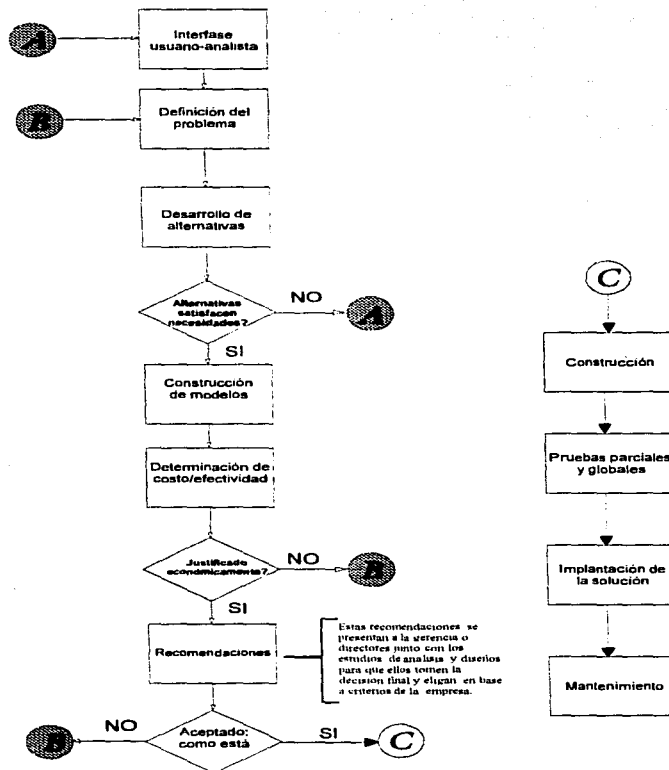 A
Interfase
usuano-analista
B
Definición del
problema
Desarrollo de
alternativas
Alternativas
satisfacen
necesidades?
NO
A
SI
Construcción
de modelos
Determinación de
costo/efectividad
Justificado
económicamente?
NO
B
SI
Recomendaciones
Estas recomendaciones se
presentan a la gerencia o
directores junto con los
estudios de analisis y diseños
para que ellos tomen la
decision final y eligan en base
a criterios de la empresa.
B
NO
Aceptado:
como está
SI
C
C
Construcción
Pruebas parciales
y globales
Implantación de
la solución
Mantenimiento